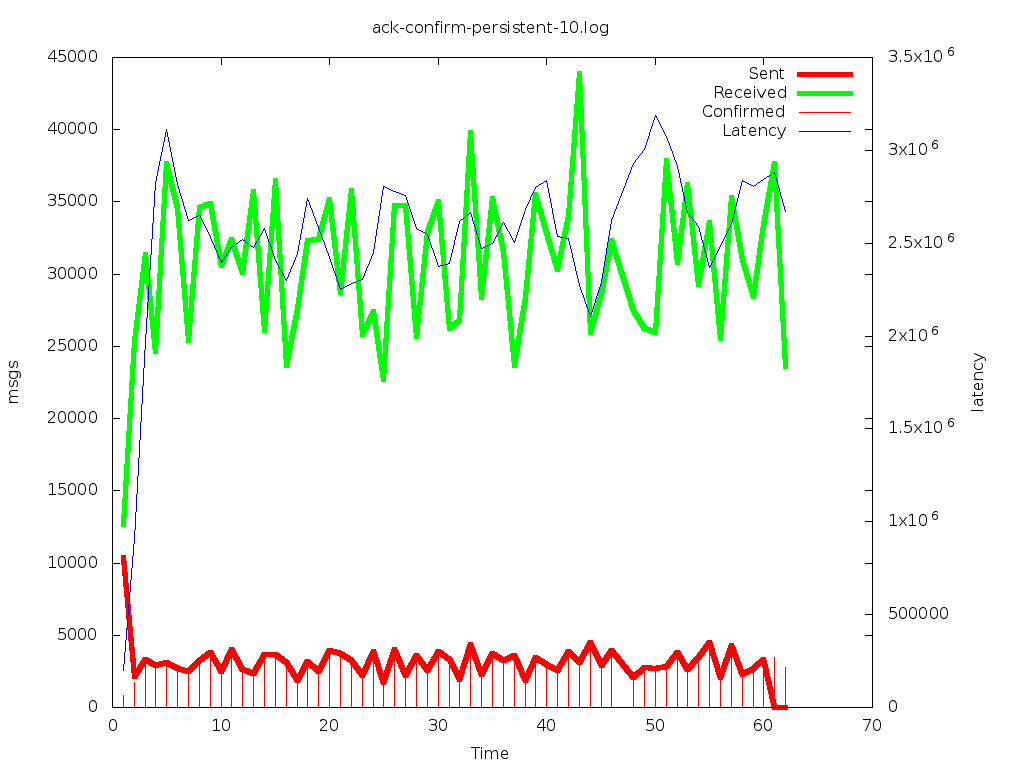 ack-confirm-persistent-10.log
45000
40000
35000
30000
25000
20000
15000
10000
5000
0
msgs
3.5x10^6
3x10^6
2.5x10^6
2x10^6
1.5x10^6
1x10^6
500000
0
latency
Sent
Received
Confirmed
Latency
0 10 20 30 40 50 60 70
Time